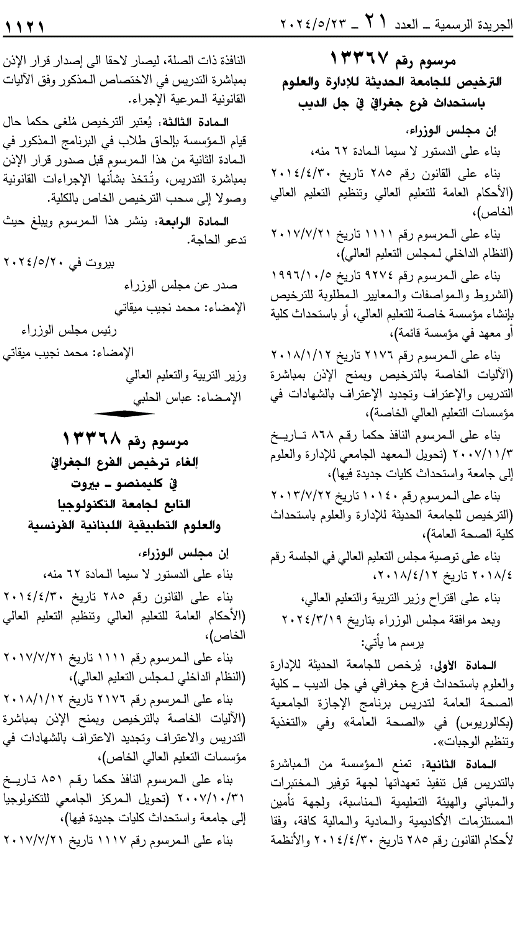 الجريدة الرسمية ــ العدد ٢١ ــ ٢٠٢٤/٥/٢٣
١١٢١
مرسوم رقم ١٣٣٦٧
الترخيص للجامعة الحديثة للإدارة والعلوم
باستحداث فرع جغرافي في جل الديب
إن مجلس الوزراء،
بناء على الدستور لا سيما المادة ٦٢ منه،
بناء على القانون رقم ٢٨٥ تاريخ ٢٠١٤/٤/٣٠
(الأحكام العامة للتعليم العالي وتنظيم التعليم العالي
الخاص)،
بناء على المرسوم رقم ١١١١ تاريخ ٢٠١٧/٧/٢١
(النظام الداخلي لمجلس التعليم العالي)،
بناء على المرسوم رقم ٩٢٧٤ تاريخ ١٩٩٦/١٠/٥
(الشروط والمواصفات والمعايير المطلوبة للترخيص
بإنشاء مؤسسة خاصة للتعليم العالي، أو باستحداث كلية
أو معهد في مؤسسة قائمة)،
بناء على المرسوم رقم ٢١٧٦ تاريخ ٢٠١٨/١/١٢
(الآليات الخاصة بالترخيص وبمنح الإذن بمباشرة
التدريس والإعتراف وتجديد الإعتراف بالشهادات في
مؤسسات التعليم العالي الخاصة)،
بناء على المرسوم النافذ حكما رقم ٨٦٨ تاريخ
٢٠٠٧/١١/٣ (تحويل المعهد الجامعي للإدارة والعلوم
إلى جامعة واستحداث كليات جديدة فيها)،
بناء على المرسوم رقم ١٠١٤٠ تاريخ ٢٠١٣/٧/٢٢
(الترخيص للجامعة الحديثة للإدارة والعلوم باستحداث
كلية الصحة العامة)،
بناء على توصية مجلس التعليم العالي في الجلسة رقم
٢٠١٨/٤ تاريخ ٢٠١٨/٤/١٢،
بناء على اقتراح وزير التربية والتعليم العالي،
وبعد موافقة مجلس الوزراء بتاريخ ٢٠٢٤/٣/١٩
يرسم ما يأتي:
المادة الأولى: يُرخص للجامعة الحديثة للإدارة
والعلوم باستحداث فرع جغرافي في جل الديب ــ كلية
الصحة العامة لتدريس برنامج الإجازة الجامعية
(بكالوريوس) في «الصحة العامة» وفي «التغذية
وتنظيم الوجبات».
المادة الثانية: تمنع المؤسسة من المباشرة
بالتدريس قبل تنفيذ تعهداتها لجهة توفير المختبرات
والمباني والهيئة التعليمية المناسبة، ولجهة تأمين
المستلزمات الأكاديمية والمادية والمالية كافة، وفقا
لأحكام القانون رقم ٢٨٥ تاريخ ٢٠١٤/٤/٣٠ والأنظمة
النافذة ذات الصلة، ليصار لاحقا الى إصدار قرار الإذن
بمباشرة التدريس في الاختصاص المذكور وفق الآليات
القانونية المرعية الإجراء.
المادة الثالثة: يُعتبر الترخيص مُلغى حكما حال
قيام المؤسسة بإلحاق طلاب في البرنامج المذكور في
المادة الثانية من هذا المرسوم قبل صدور قرار الإذن
بمباشرة التدريس، وتُتخذ بشأنها الإجراءات القانونية
وصولا إلى سحب الترخيص الخاص بالكلية.
المادة الرابعة: ينشر هذا المرسوم ويبلغ حيث
تدعو الحاجة.
بيروت في ٢٠٢٤/٥/٢٠
صدر عن مجلس الوزراء
الإمضاء: محمد نجيب ميقاتي
رئيس مجلس الوزراء
الإمضاء: محمد نجيب ميقاتي
وزير التربية والتعليم العالي
الإمضاء: عباس الحلبي
مرسوم رقم ١٣٣٦٨
إلغاء ترخيص الفرع الجغرافي
في كليمنصو ــ بيروت
التابع لجامعة التكنولوجيا
والعلوم التطبيقية اللبنانية الفرنسية
إن مجلس الوزراء،
بناء على الدستور لا سيما المادة ٦٢ منه،
بناء على القانون رقم ٢٨٥ تاريخ ٢٠١٤/٤/٣٠
(الأحكام العامة للتعليم العالي وتنظيم التعليم العالي
الخاص)،
بناء على المرسوم رقم ١١١١ تاريخ ٢٠١٧/٧/٢١
(النظام الداخلي لمجلس التعليم العالي)،
بناء على المرسوم رقم ٢١٧٦ تاريخ ٢٠١٨/١/١٢
(الآليات الخاصة بالترخيص وبمنح الإذن بمباشرة
التدريس والاعتراف وتجديد الاعتراف بالشهادات في
مؤسسات التعليم العالي الخاص)،
بناء على المرسوم النافذ حكما رقم ٨٥١ تاريخ
٢٠٠٧/١٠/٣١ (تحويل المركز الجامعي للتكنولوجيا
إلى جامعة واستحداث كليات جديدة فيها)،
بناء على المرسوم رقم ١١١٧ تاريخ ٢٠١٧/٧/٢١